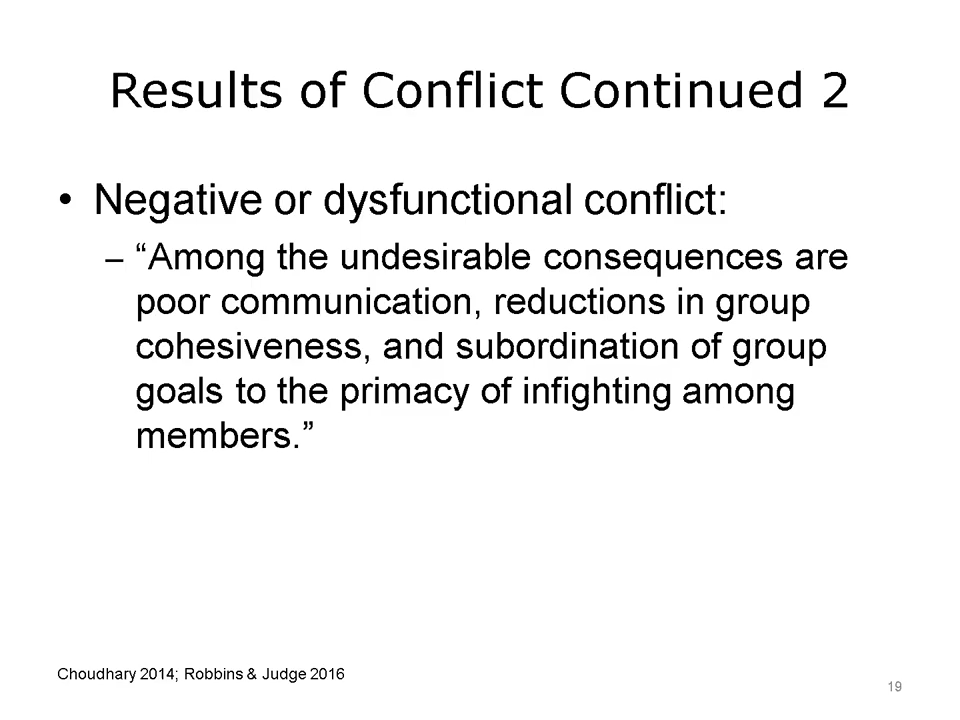 Results of Conflict Continued 2
• Negative or dysfunctional conflict:
– “Among the undesirable consequences are
poor communication, reductions in group
cohesiveness, and subordination of group
goals to the primacy of infighting among
members.”
Choudhary 2014; Robbins & Judge 2016
19